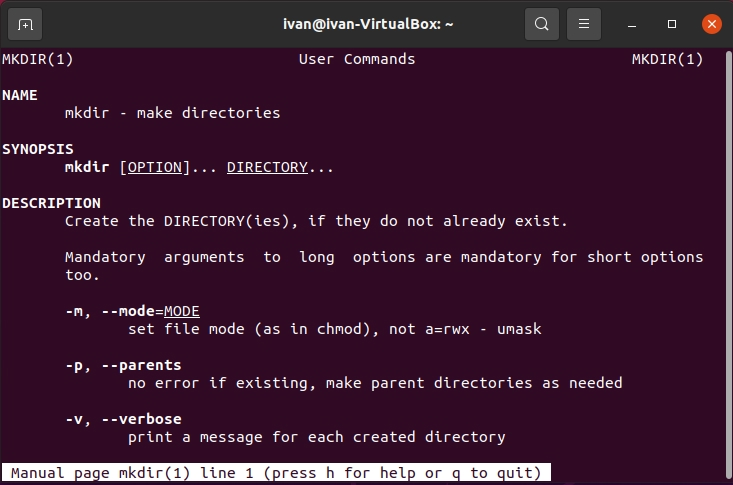 ivan@ivan-VirtualBox: ~
MKDIR(1) User Commands MKDIR(1)
NAME
mkdir - make directories
SYNOPSIS
mkdir [OPTION]... DIRECTORY...
DESCRIPTION
Create the DIRECTORY(ies), if they do not already exist.
Mandatory arguments to long options are mandatory for short options
too.
-m, --mode=MODE
set file mode (as in chmod), not a=rwx - umask
-p, --parents
no error if existing, make parent directories as needed
-v, --verbose
print a message for each created directory
Manual page mkdir(1) line 1 (press h for help or q to quit)